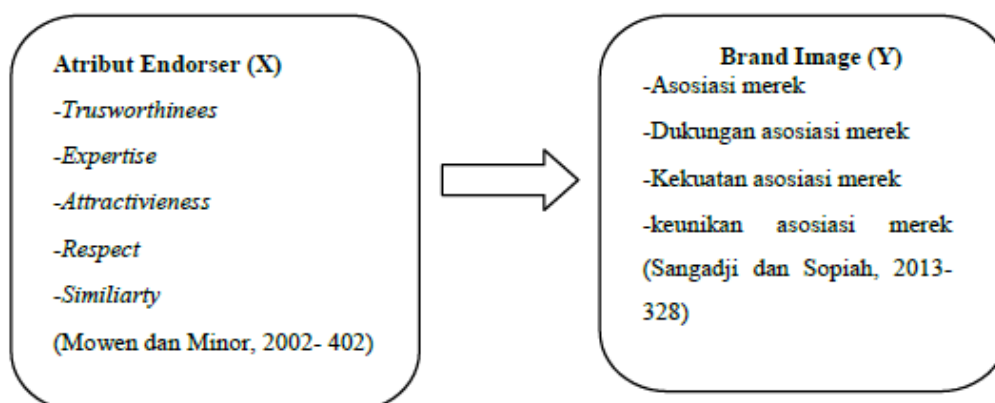 Atribut Endorser (X)
-Trusworthinees
-Expertise
-Attractivieness
-Respect
-Similiarty
(Mowen dan Minor, 2002- 402)
Brand Image (Y)
-Asosiasi merek
-Dukungan asosiasi merek
-Kekuatan asosiasi merek
-keunikan asosiasi merek
(Sangadji dan Sopiah, 2013-
328)